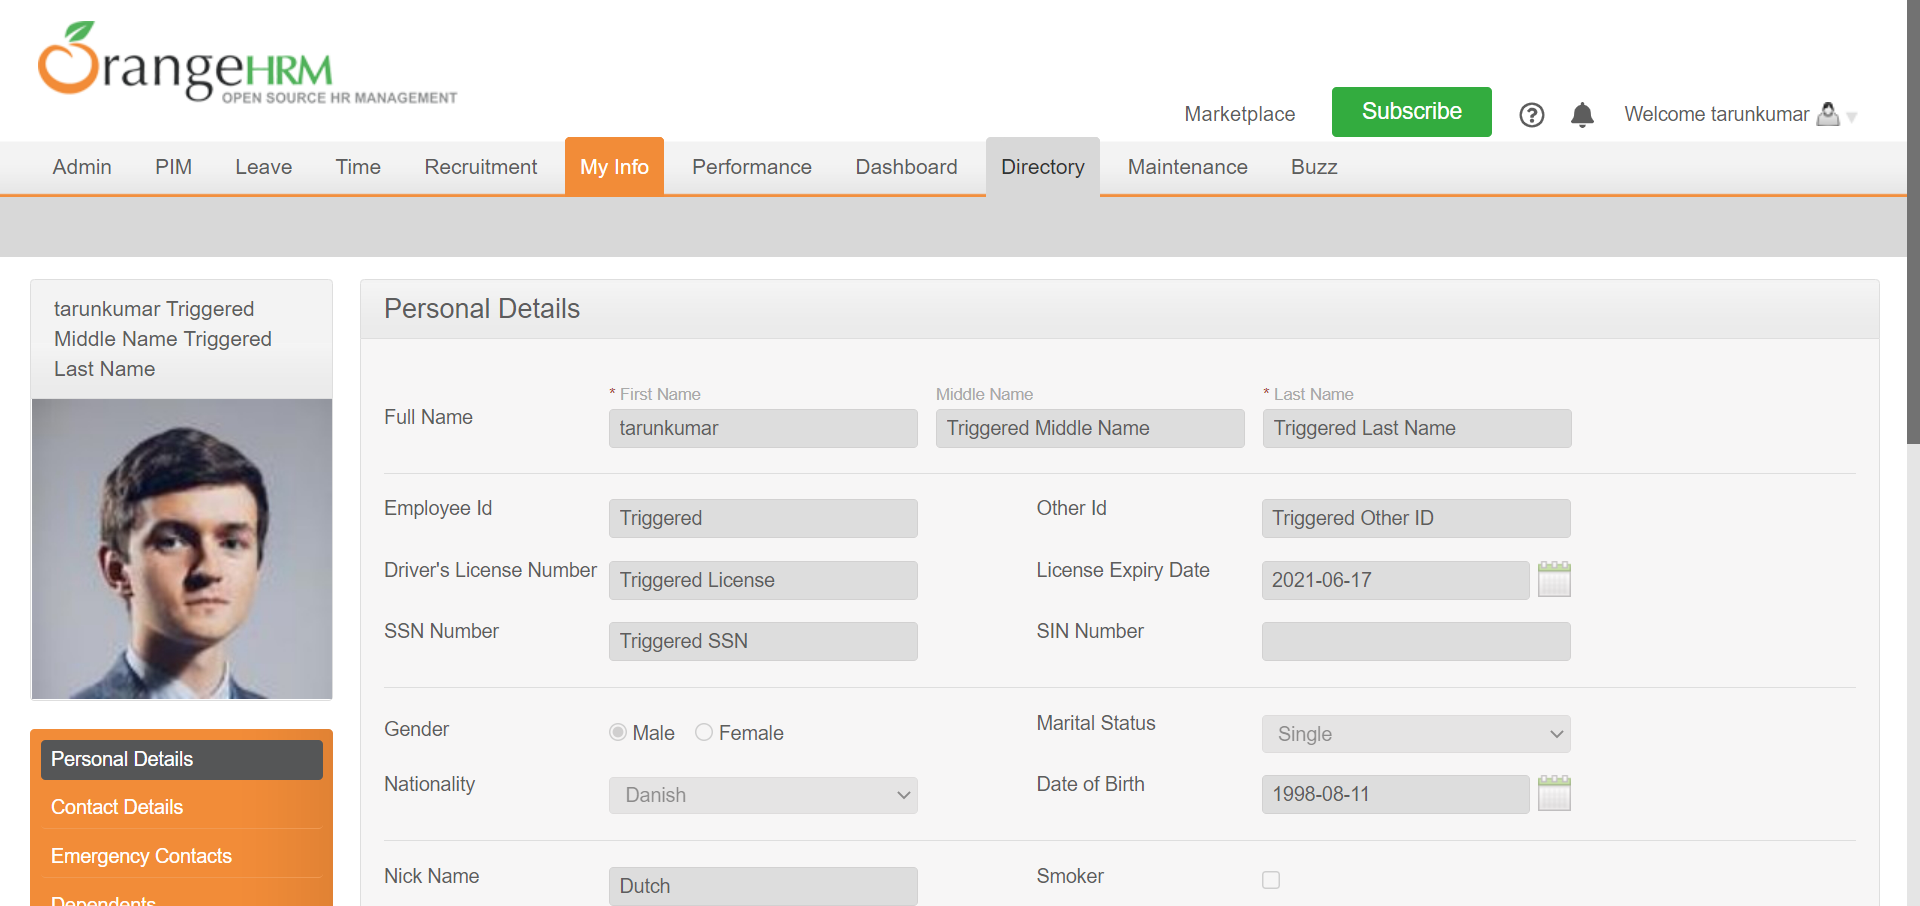 OrangeHRM
OPEN SOURCE HR MANAGEMENT
Marketplace
Subscribe
Welcome tarunkumar
Admin
PIM
Leave
Time
Recruitment
My Info
Performance
Dashboard
Directory
Maintenance
Buzz
tarunkumar Triggered
Middle Name Triggered
Last Name
Personal Details
Contact Details
Emergency Contacts
Dependents
Personal Details
Full Name
* First Name
tarunkumar
Middle Name
Triggered Middle Name
* Last Name
Triggered Last Name
Employee Id
Triggered
Other Id
Triggered Other ID
Driver's License Number
Triggered License
License Expiry Date
2021-06-17
SSN Number
Triggered SSN
SIN Number
Gender
Male
Female
Marital Status
Single
Nationality
Danish
Date of Birth
1998-08-11
Nick Name
Dutch
Smoker